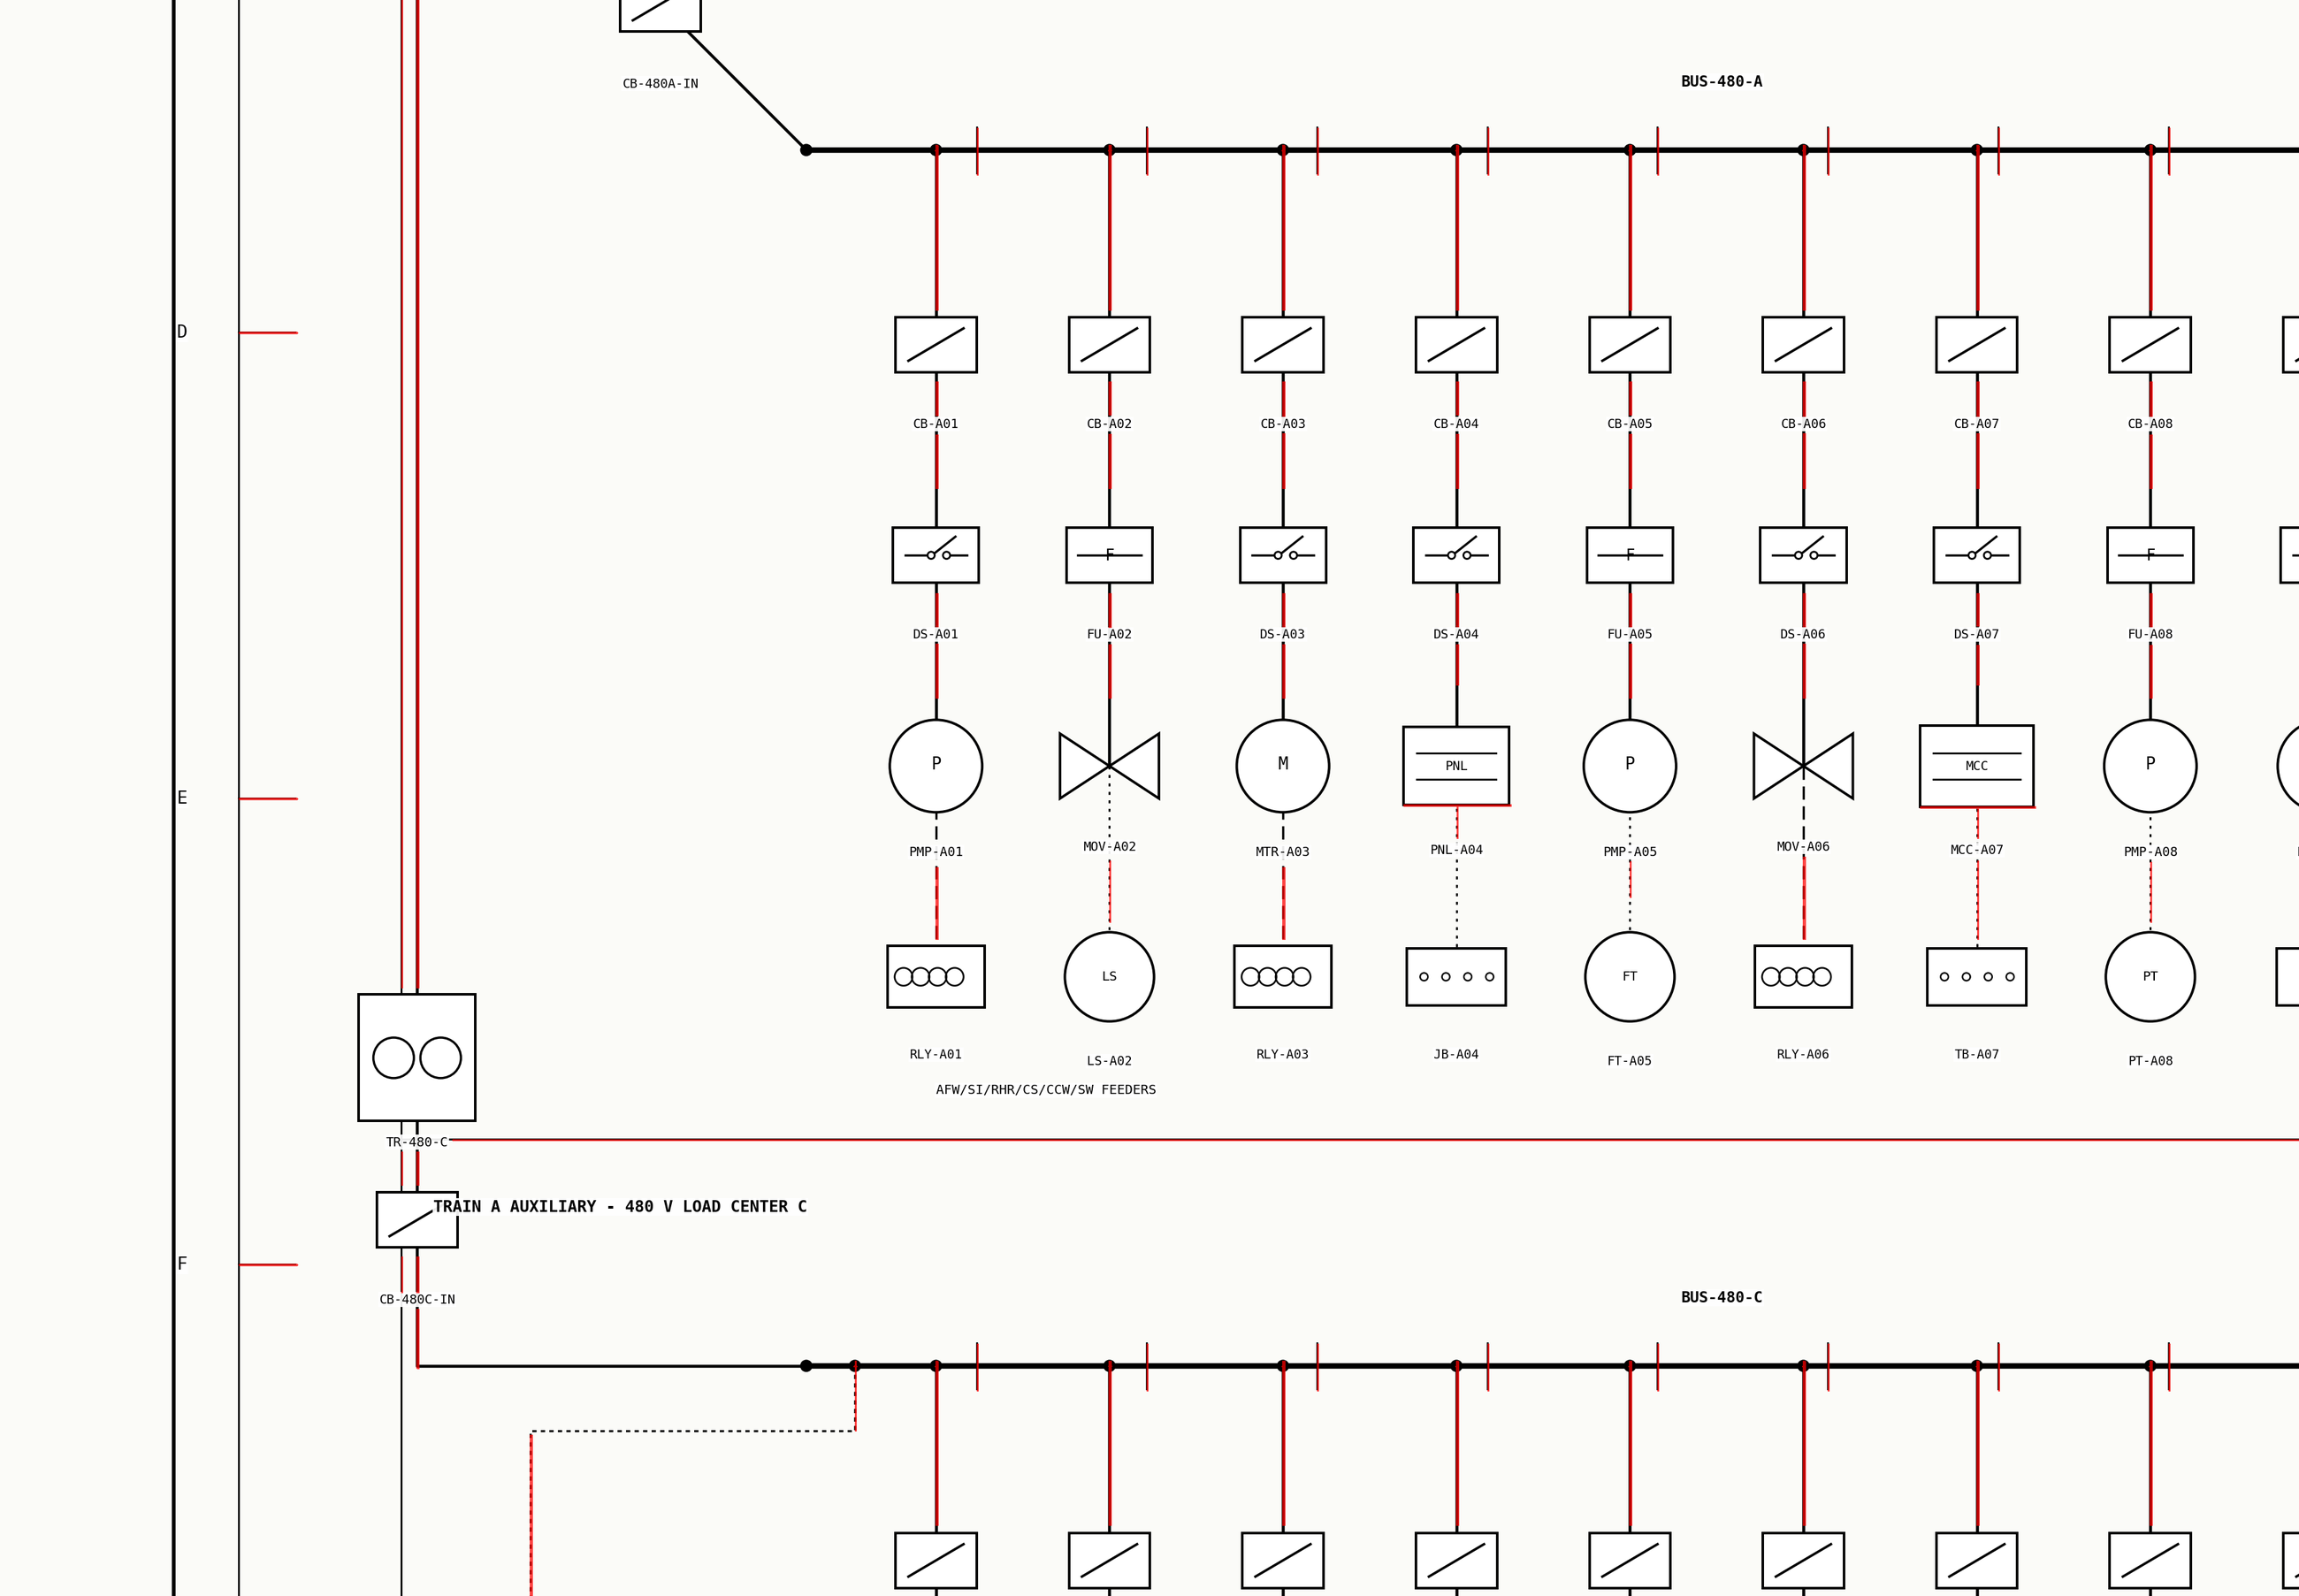 CB-480A-IN
BUS-480-A
D
CB-A01 CB-A02 CB-A03 CB-A04 CB-A05 CB-A06 CB-A07 CB-A08
F F F
DS-A01 FU-A02 DS-A03 DS-A04 FU-A05 DS-A06 DS-A07 FU-A08
P M PNL P MCC P
E
PMP-A01 MOV-A02 MTR-A03 PNL-A04 PMP-A05 MOV-A06 MCC-A07 PMP-A08
LS FT PT
RLY-A01 LS-A02 RLY-A03 JB-A04 FT-A05 RLY-A06 TB-A07 PT-A08
AFW/SI/RHR/CS/CCW/SW FEEDERS
TR-480-C
TRAIN A AUXILIARY - 480 V LOAD CENTER C
F
CB-480C-IN
BUS-480-C